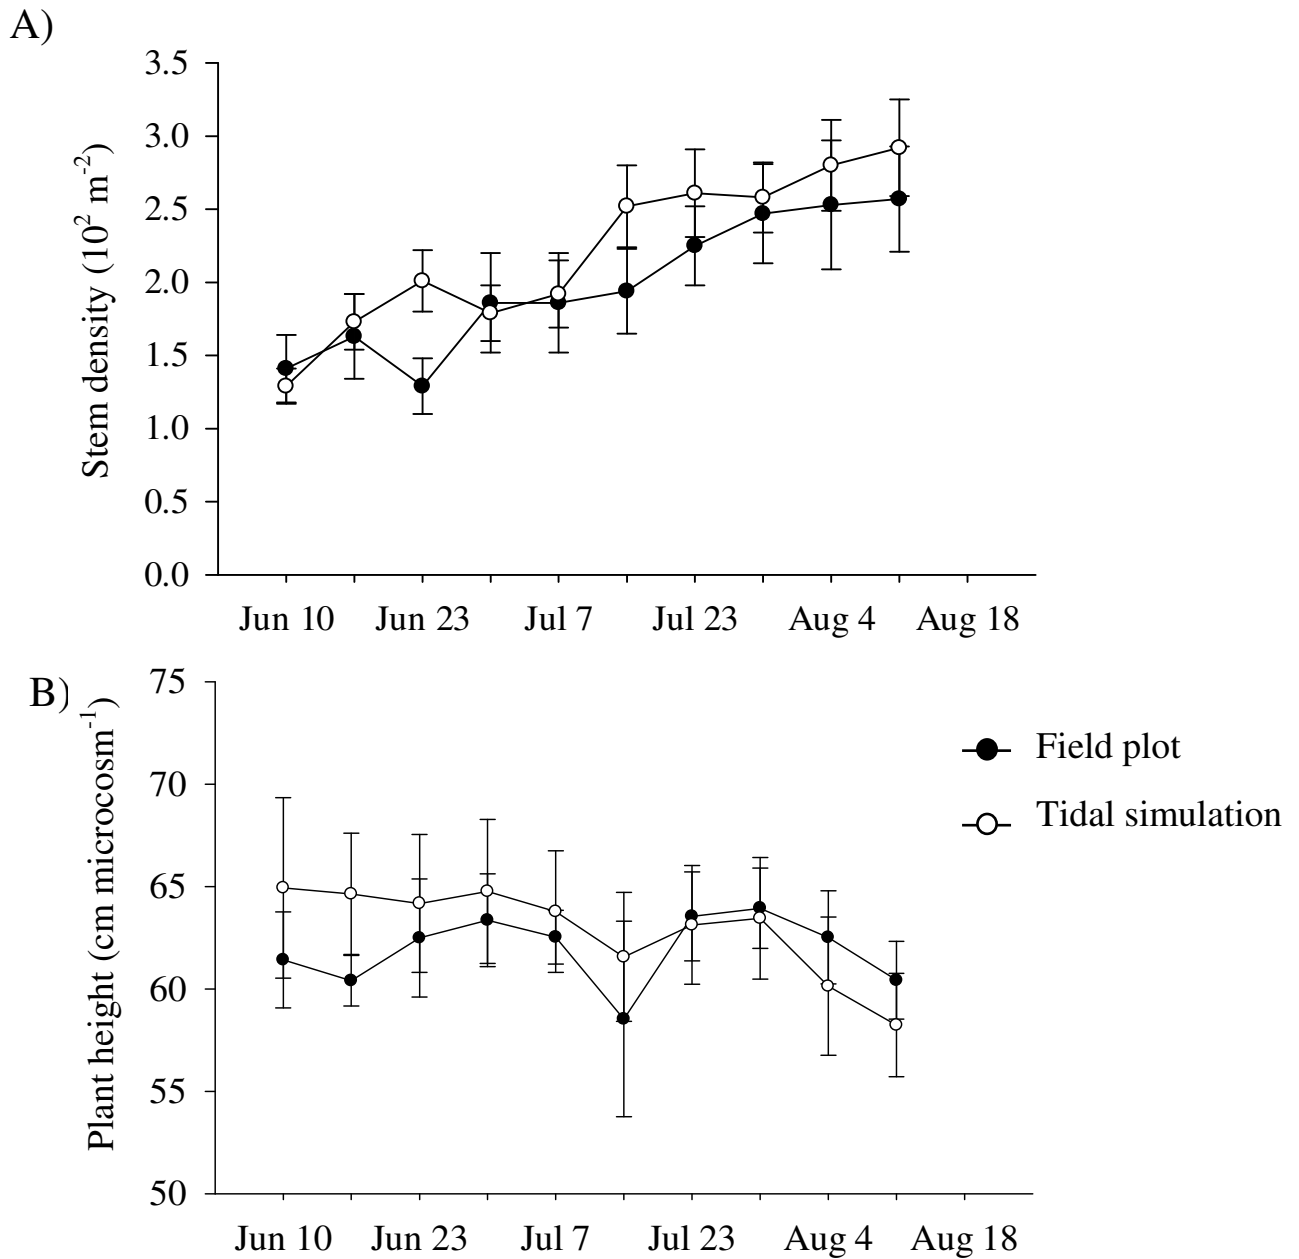 A)
3.5
3.0
2.5
2.0
1.5
1.0
0.5
0.0
Stem density (10² m⁻²)
Jun 10 Jun 23 Jul 7 Jul 23 Aug 4 Aug 18
B)
75
70
65
60
55
50
Plant height (cm microcosm⁻¹)
Field plot
Tidal simulation
Jun 10 Jun 23 Jul 7 Jul 23 Aug 4 Aug 18